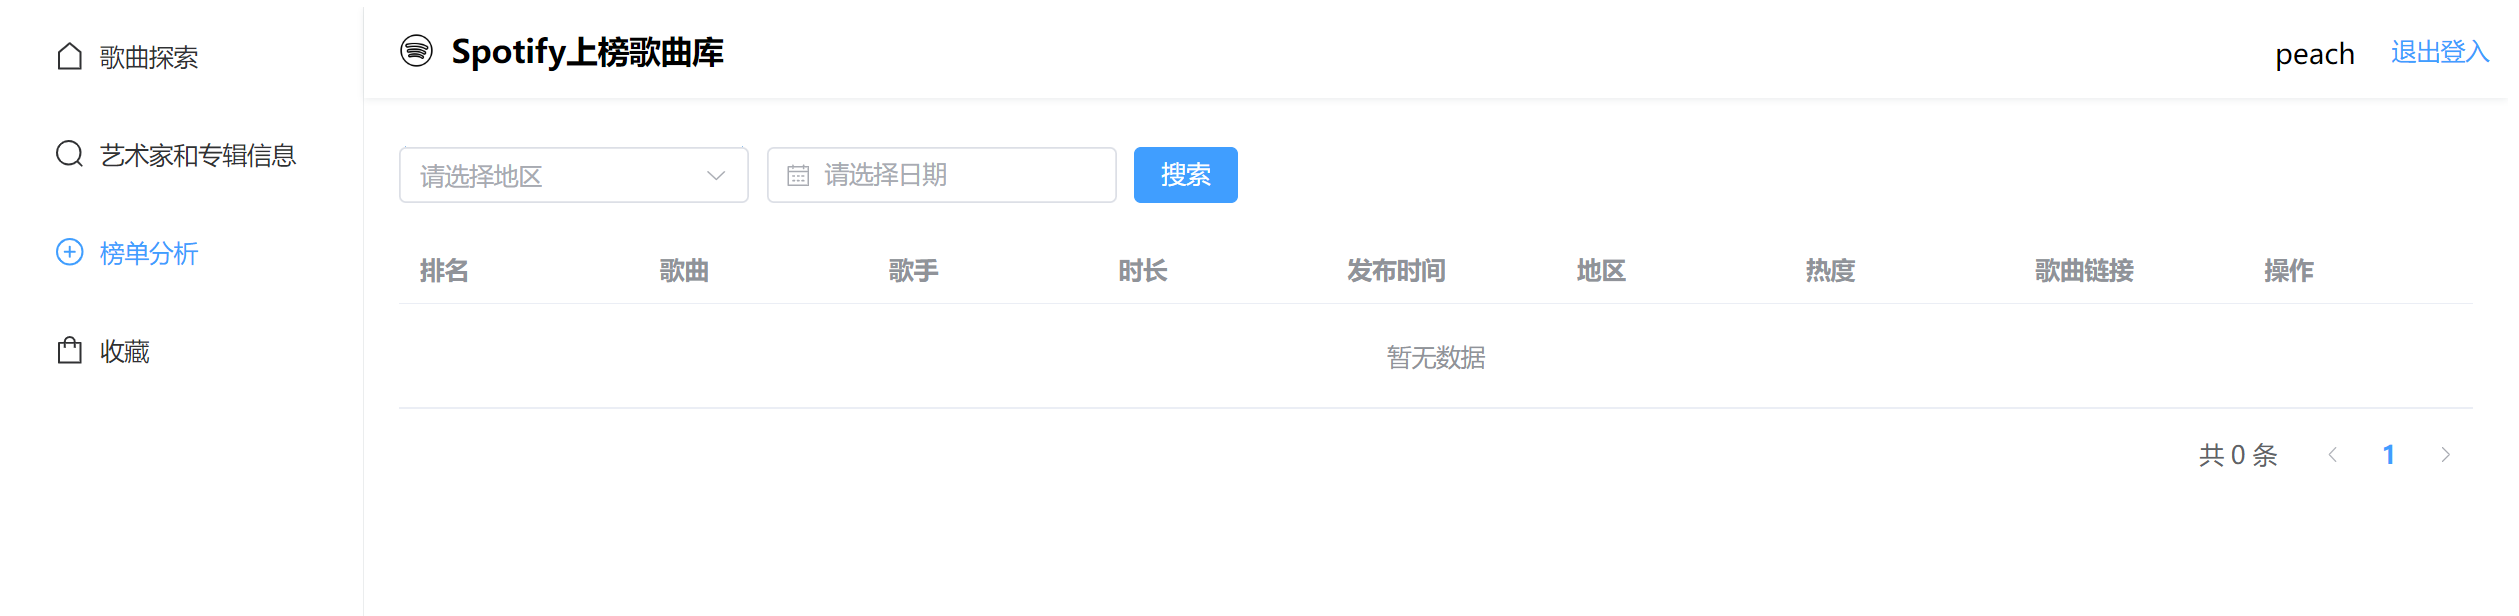 歌曲探索
艺术家和专辑信息
榜单分析
收藏
Spotify上榜歌曲库
peach 退出登入
请选择地区 请选择日期 搜索
排名 歌曲 歌手 时长 发布时间 地区 热度 歌曲链接 操作
暂无数据
共 0 条 1